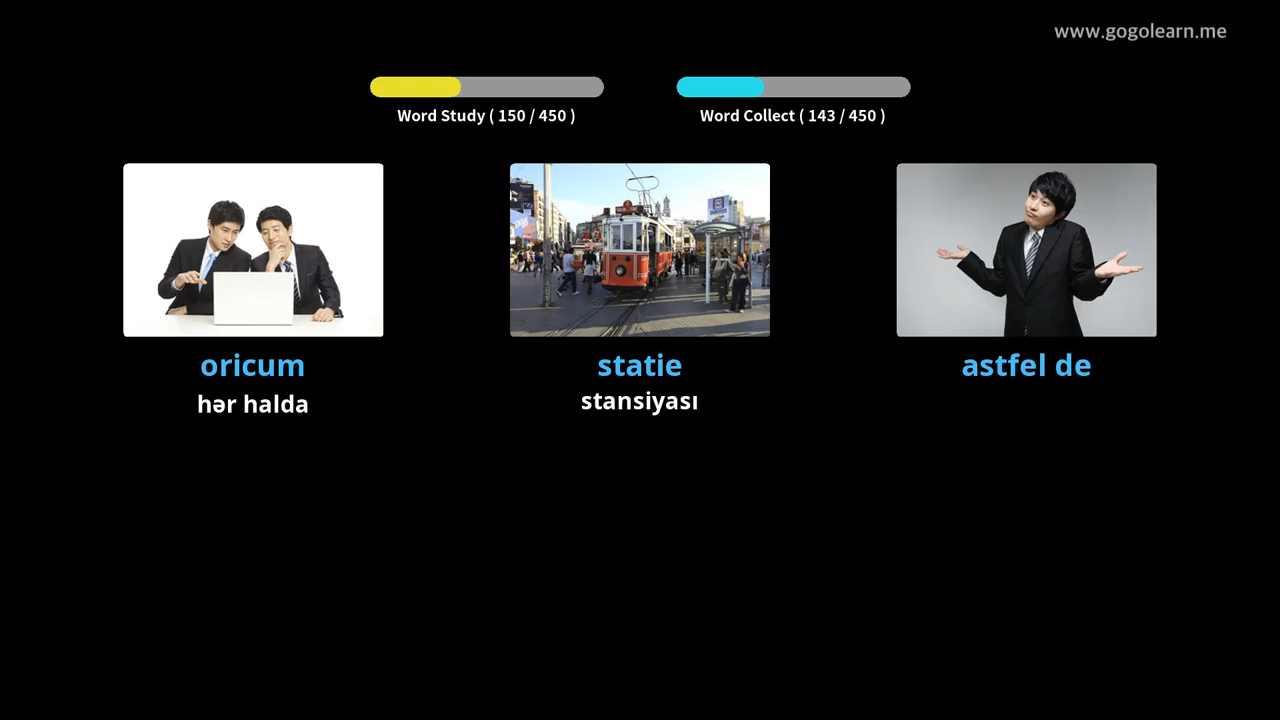 www.gogolearn.me
Word Study ( 150 / 450 )
Word Collect ( 143 / 450 )
oricum
hər halda
statie
stansiyası
astfel de